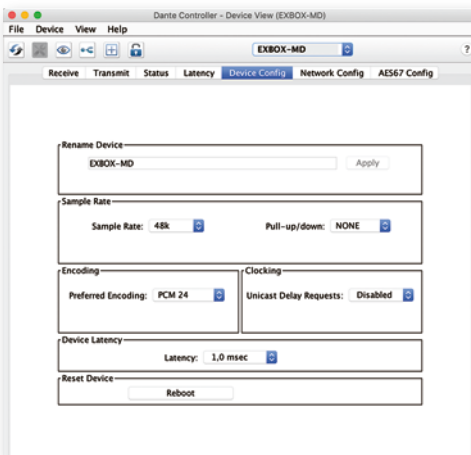 Dante Controller - Device View (EXBOX-MD)
File Device View Help
EXBOX-MD
?
Receive Transmit Status Latency Device Config Network Config AES67 Config
Rename Device
EXBOX-MD Apply
Sample Rate
Sample Rate: 48k Pull-up/down: NONE
Encoding Clocking
Preferred Encoding: PCM 24 Unicast Delay Requests: Disabled
Device Latency
Latency: 1,0 msec
Reset Device
Reboot